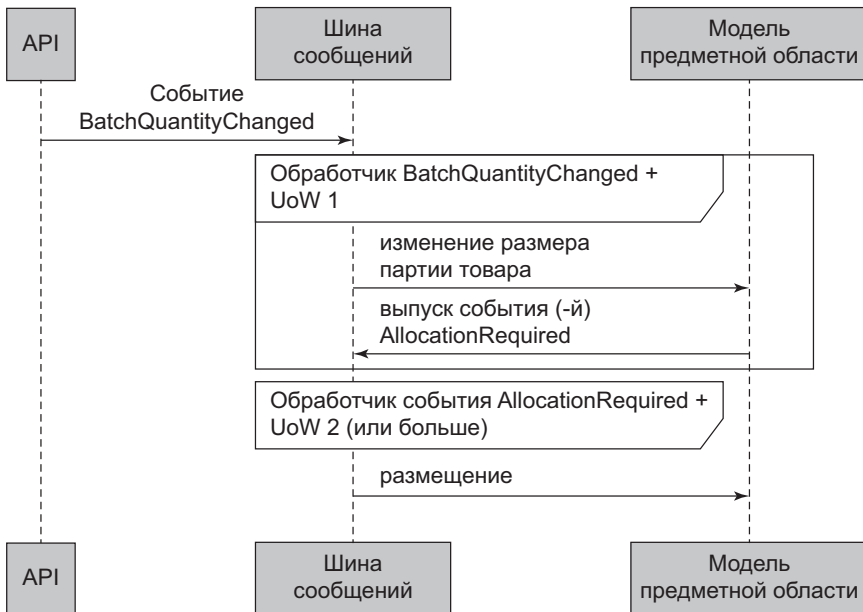 API
Шина
сообщений
Модель
предметной области
Событие
BatchQuantityChanged
Обработчик BatchQuantityChanged +
UoW 1
изменение размера
партии товара
выпуск события (-й)
AllocationRequired
Обработчик события AllocationRequired +
UoW 2 (или больше)
размещение
API
Шина
сообщений
Модель
предметной области